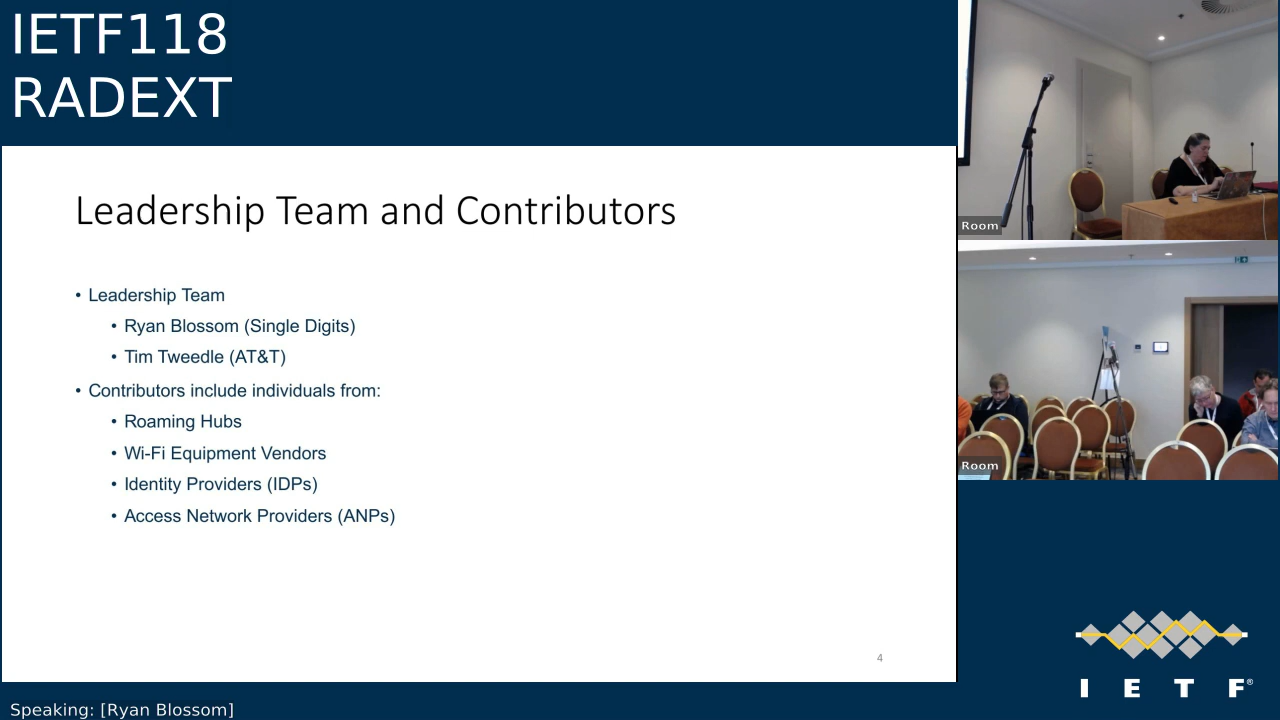 IETF118
RADEXT
Leadership Team and Contributors
• Leadership Team
• Ryan Blossom (Single Digits)
• Tim Tweedle (AT&T)
• Contributors include individuals from:
• Roaming Hubs
• Wi-Fi Equipment Vendors
• Identity Providers (IDPs)
• Access Network Providers (ANPs)
4
Room
Room
I E T F®
Speaking: [Ryan Blossom]